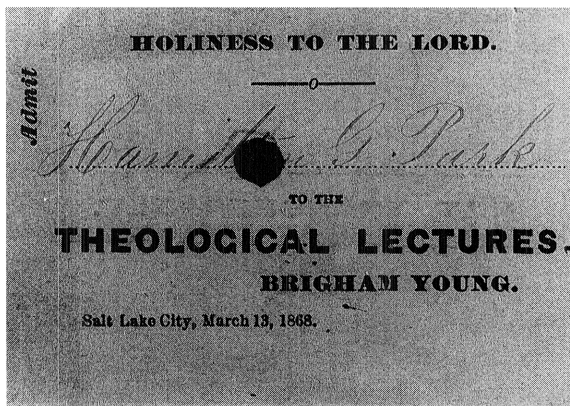 HOLINESS TO THE LORD.
o
Admit
Hamilton G. Park
TO THE
THEOLOGICAL LECTURES.
BRIGHAM YOUNG.
Salt Lake City, March 13, 1868.